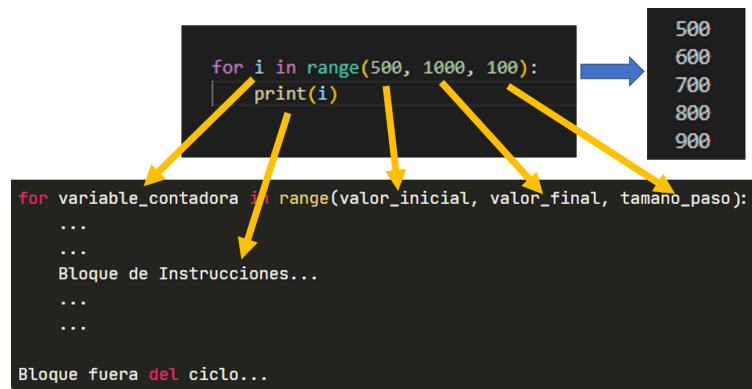 for i in range(500, 1000, 100):
print(i)
500
600
700
800
900
for variable_contadora in range(valor_inicial, valor_final, tamano_paso):
...
...
Bloque de Instrucciones...
...
...
Bloque fuera del ciclo...